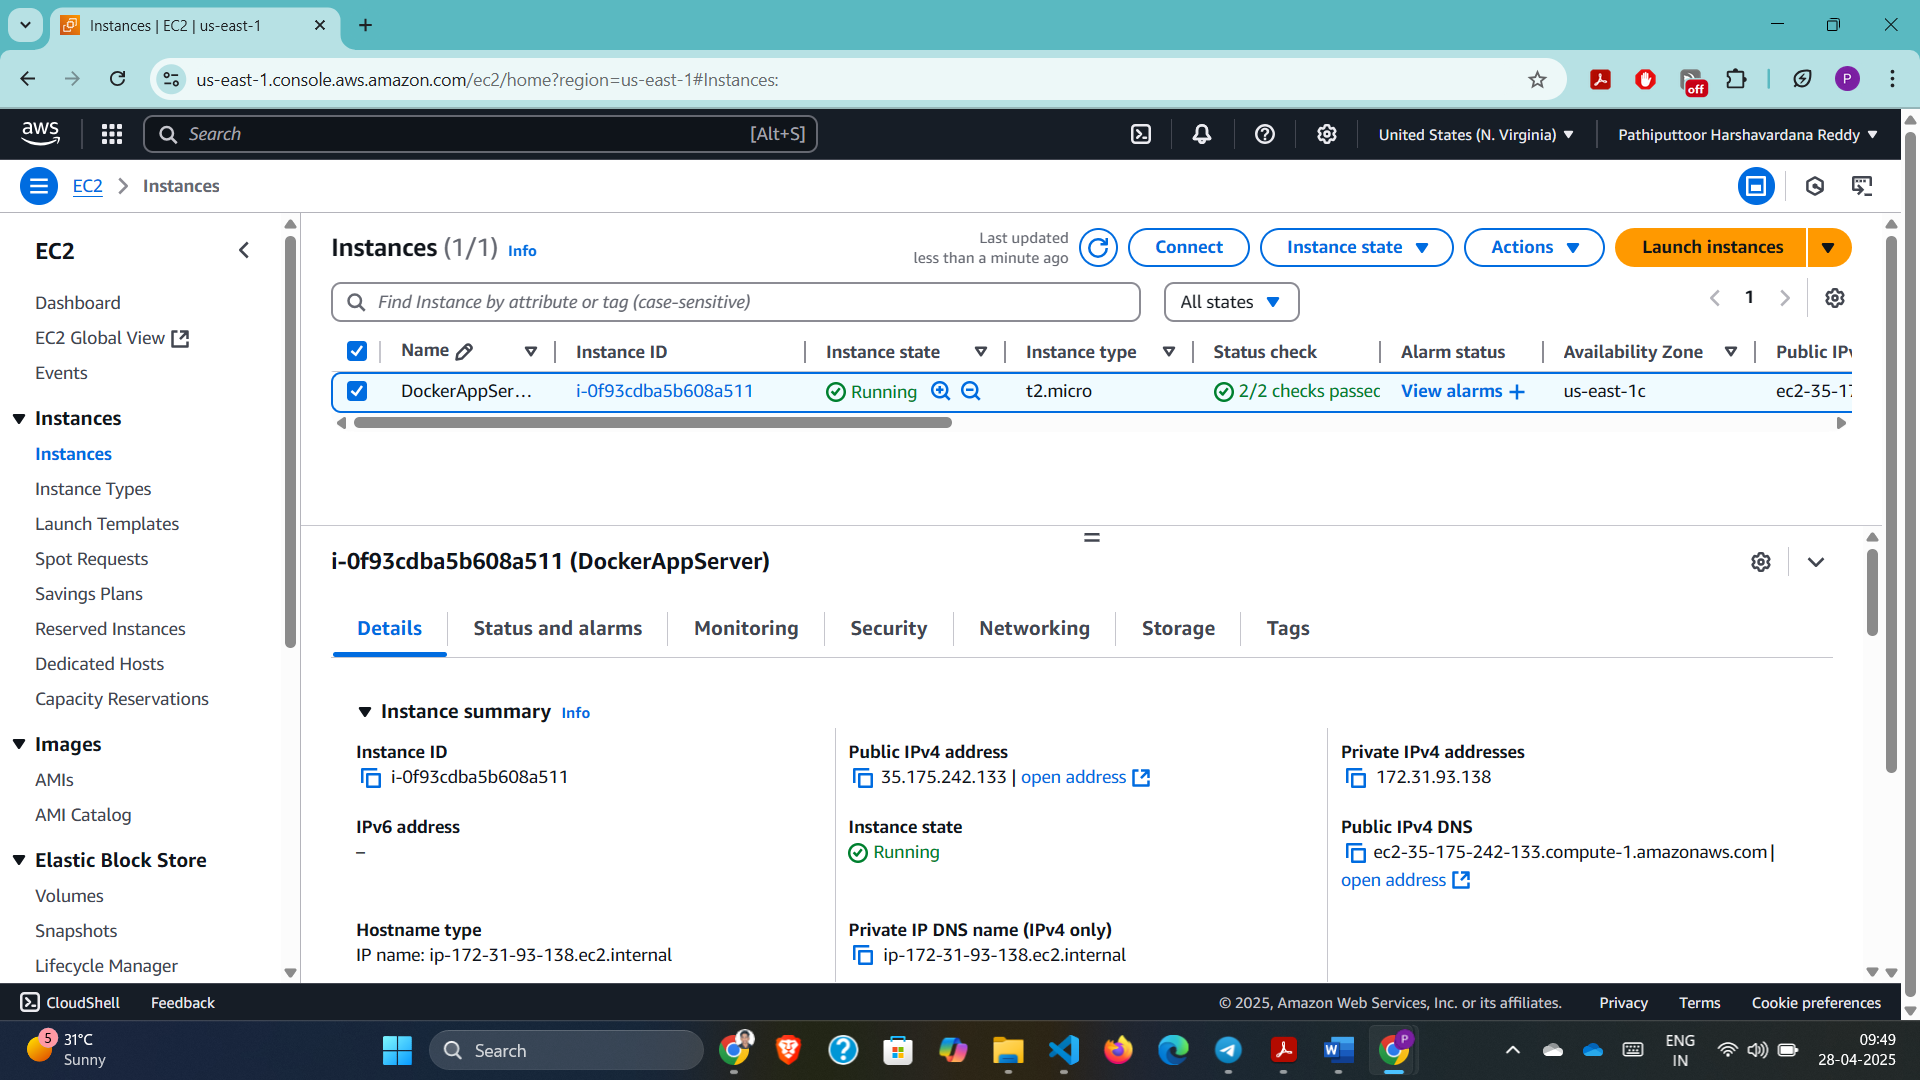 Instances | EC2 | us-east-1
us-east-1.console.aws.amazon.com/ec2/home?region=us-east-1#Instances:
off
P
aws
Search [Alt+S]
United States (N. Virginia)
Pathiputtoor Harshavardana Reddy
EC2 > Instances
EC2
Dashboard
EC2 Global View
Events
Instances
Instances
Instance Types
Launch Templates
Spot Requests
Savings Plans
Reserved Instances
Dedicated Hosts
Capacity Reservations
Images
AMIs
AMI Catalog
Elastic Block Store
Volumes
Snapshots
Lifecycle Manager
Instances (1/1) Info
Last updated
less than a minute ago
Connect
Instance state
Actions
Launch instances
Find Instance by attribute or tag (case-sensitive)
All states
1
Name Instance ID Instance state Instance type Status check Alarm status Availability Zone Public IPv
DockerAppSer... i-0f93cdba5b608a511 Running t2.micro 2/2 checks passed View alarms + us-east-1c ec2-35-17
i-0f93cdba5b608a511 (DockerAppServer)
Details Status and alarms Monitoring Security Networking Storage Tags
Instance summary Info
Instance ID
i-0f93cdba5b608a511
Public IPv4 address
35.175.242.133 | open address
Private IPv4 addresses
172.31.93.138
IPv6 address
–
Instance state
Running
Public IPv4 DNS
ec2-35-175-242-133.compute-1.amazonaws.com |
open address
Hostname type
IP name: ip-172-31-93-138.ec2.internal
Private IP DNS name (IPv4 only)
ip-172-31-93-138.ec2.internal
CloudShell Feedback
© 2025, Amazon Web Services, Inc. or its affiliates. Privacy Terms Cookie preferences
5
31°C
Sunny
Search
P
ENG
IN
09:49
28-04-2025